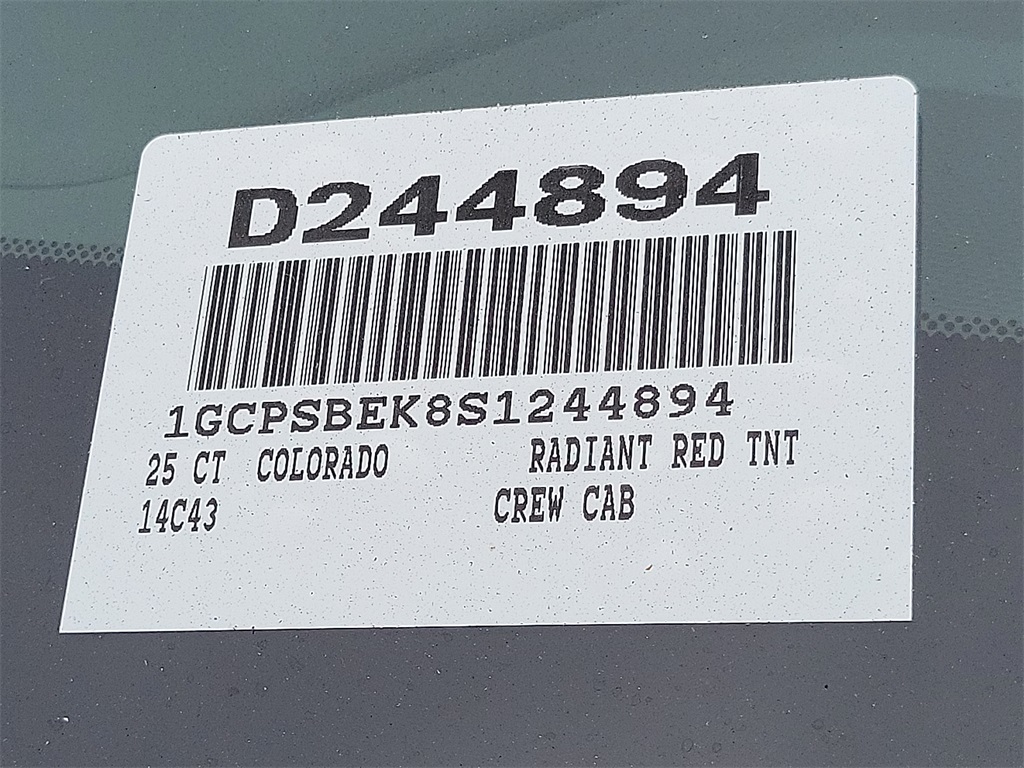 D244894
1GCPSBEK8S1244894
25 CT COLORADO RADIANT RED TNT
14C43 CREW CAB